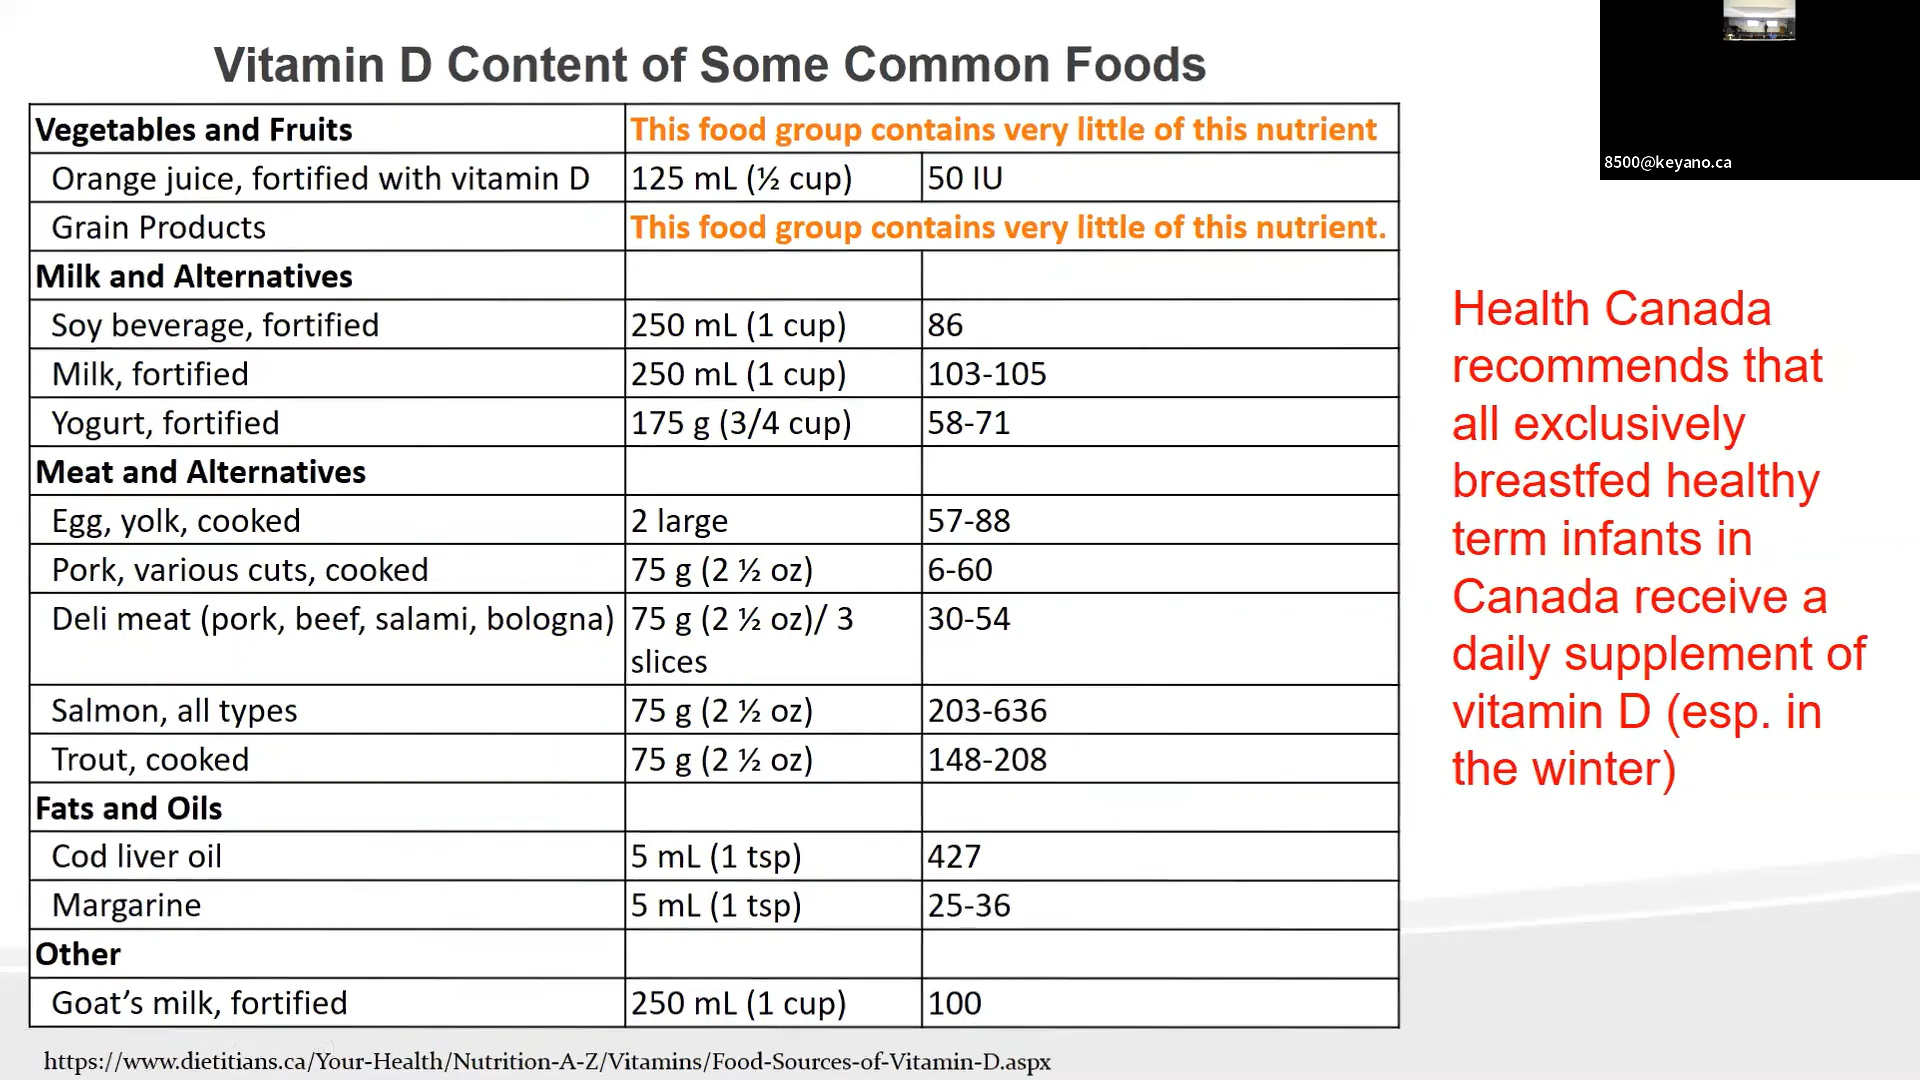 Vitamin D Content of Some Common Foods
Vegetables and Fruits This food group contains very little of this nutrient
Orange juice, fortified with vitamin D 125 mL (½ cup) 50 IU
Grain Products This food group contains very little of this nutrient.
Milk and Alternatives
Soy beverage, fortified 250 mL (1 cup) 86
Milk, fortified 250 mL (1 cup) 103-105
Yogurt, fortified 175 g (3/4 cup) 58-71
Meat and Alternatives
Egg, yolk, cooked 2 large 57-88
Pork, various cuts, cooked 75 g (2 ½ oz) 6-60
Deli meat (pork, beef, salami, bologna) 75 g (2 ½ oz)/ 3 30-54
slices
Salmon, all types 75 g (2 ½ oz) 203-636
Trout, cooked 75 g (2 ½ oz) 148-208
Fats and Oils
Cod liver oil 5 mL (1 tsp) 427
Margarine 5 mL (1 tsp) 25-36
Other
Goat’s milk, fortified 250 mL (1 cup) 100
https://www.dietitians.ca/Your-Health/Nutrition-A-Z/Vitamins/Food-Sources-of-Vitamin-D.aspx
8500@keyano.ca
Health Canada
recommends that
all exclusively
breastfed healthy
term infants in
Canada receive a
daily supplement of
vitamin D (esp. in
the winter)